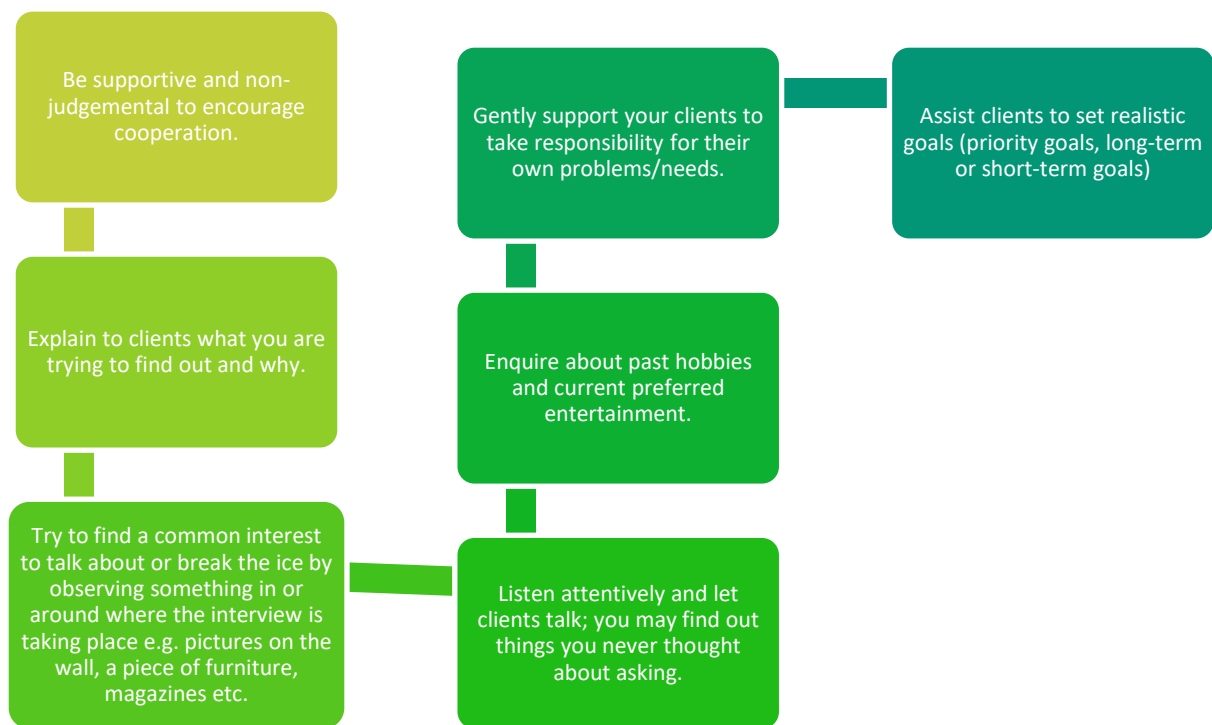 Be supportive and non-
judgemental to encourage
cooperation.
Explain to clients what you are
trying to find out and why.
Try to find a common interest
to talk about or break the ice by
observing something in or
around where the interview is
taking place e.g. pictures on the
wall, a piece of furniture,
magazines etc.
Listen attentively and let
clients talk; you may find out
things you never thought
about asking.
Enquire about past hobbies
and current preferred
entertainment.
Gently support your clients to
take responsibility for their
own problems/needs.
Assist clients to set realistic
goals (priority goals, long-term
or short-term goals)